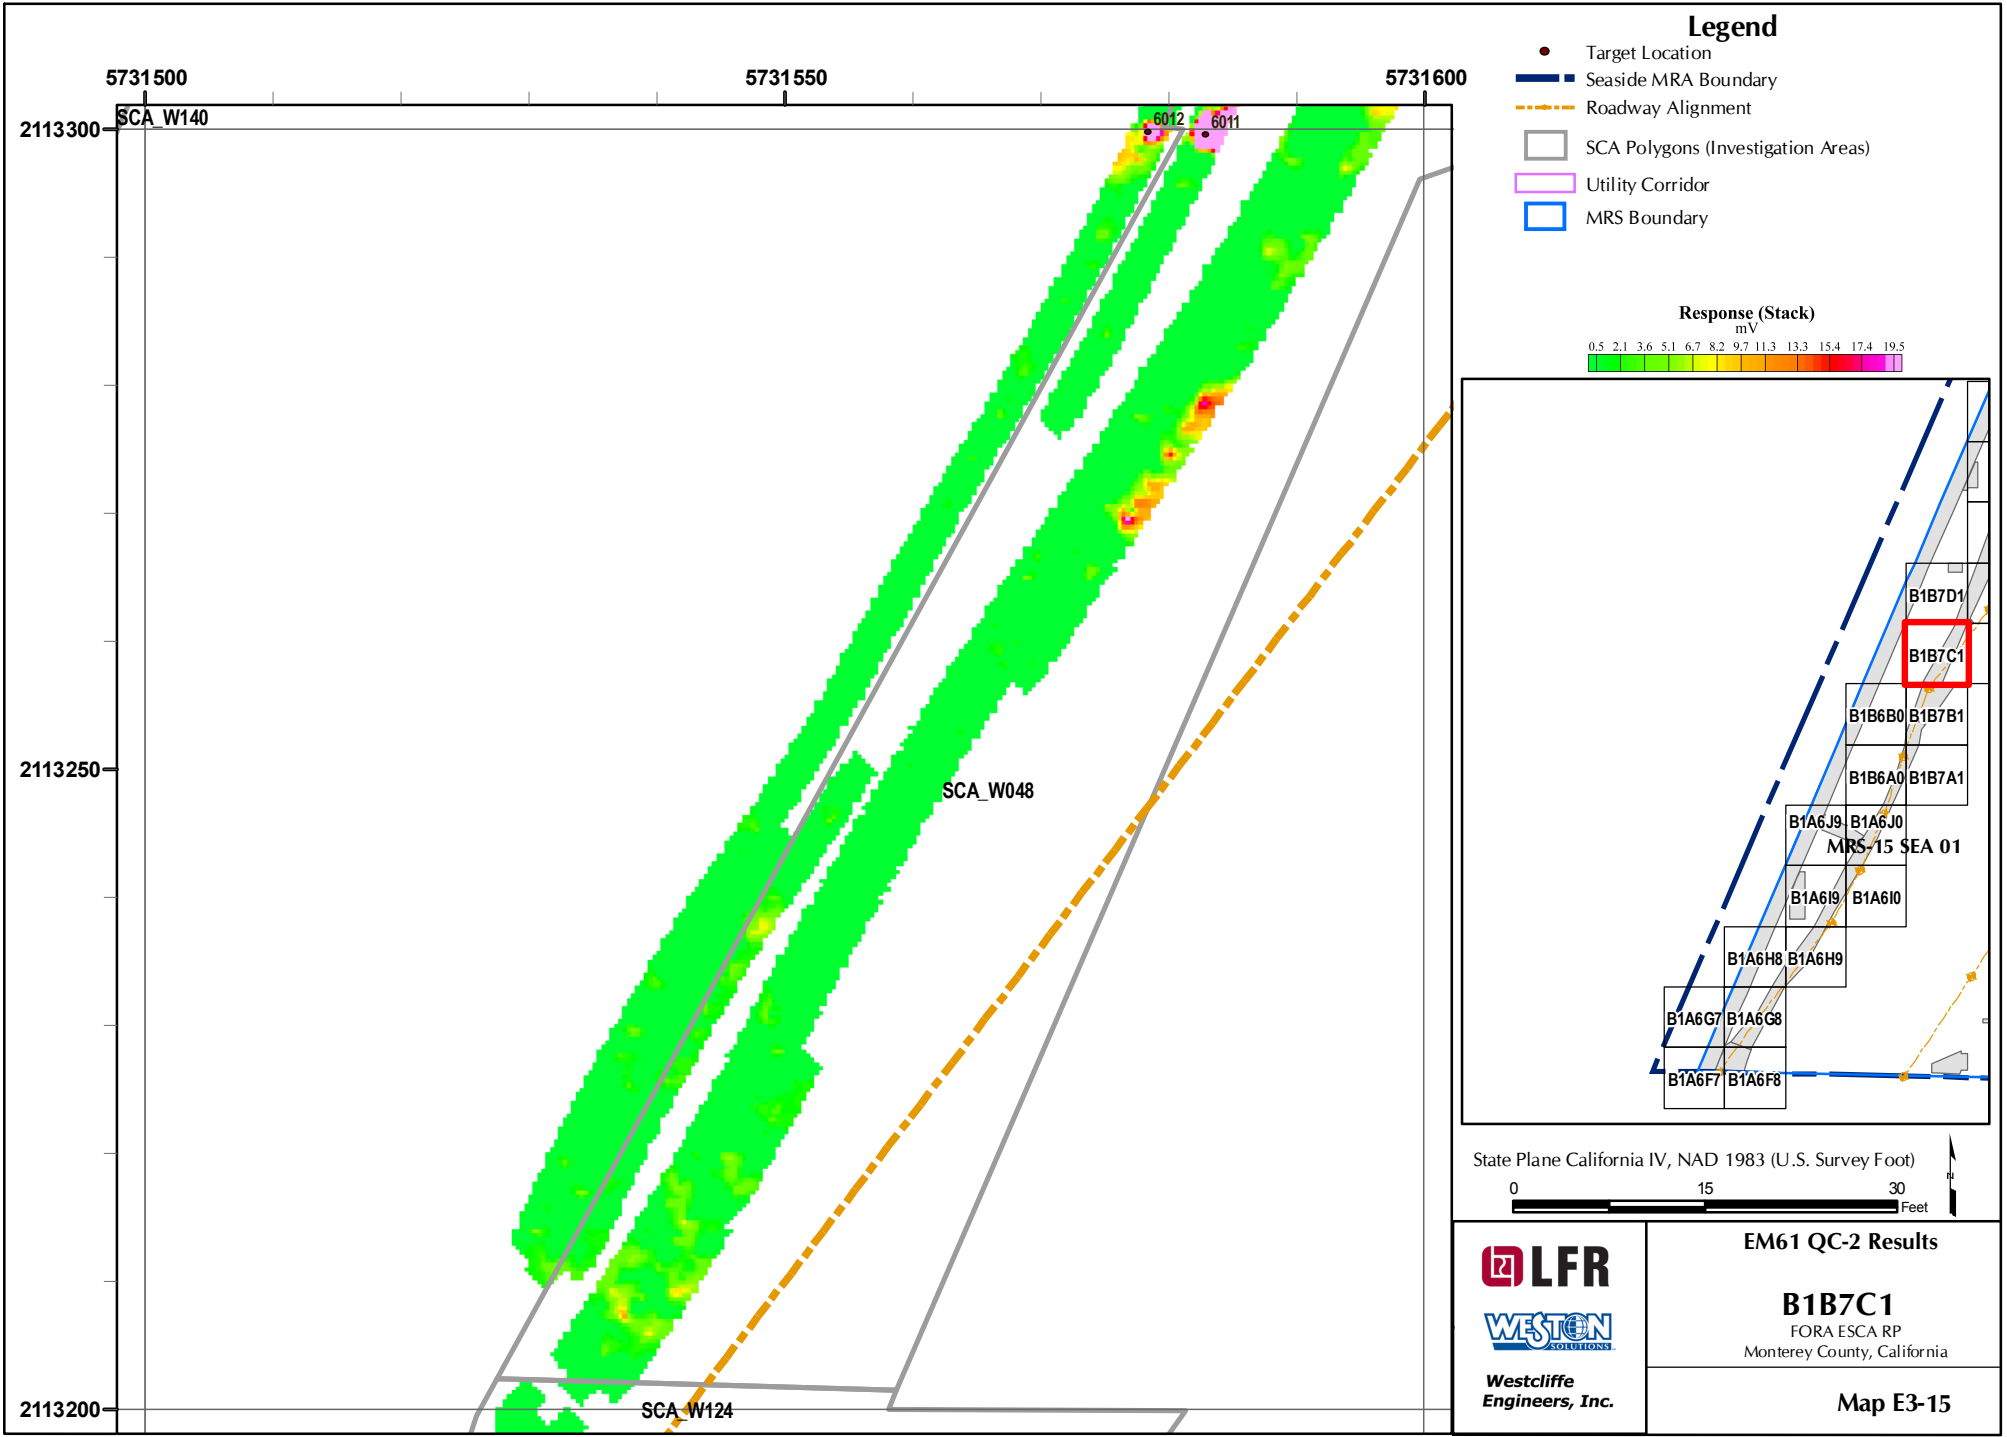 Legend
Target Location
Seaside MRA Boundary
Roadway Alignment
SCA Polygons (Investigation Areas)
Utility Corridor
MRS Boundary
5731500
5731550
5731600
2113300
2113250
2113200
SCA_W140
6012
6011
SCA_W048
SCA_W124
Response (Stack)
mV
0.5 2.1 3.6 5.1 6.7 8.2 9.7 11.3 13.3 15.4 17.4 19.5
B1B7D1
B1B7C1
B1B6B0 B1B7B1
B1B6A0 B1B7A1
B1A6J9 B1A6J0
MRS-15 SEA 01
B1A6I9 B1A6I0
B1A6H8 B1A6H9
B1A6G7 B1A6G8
B1A6F7 B1A6F8
State Plane California IV, NAD 1983 (U.S. Survey Foot)
0 15 30
Feet
N
LFR
WESTON
SOLUTIONS
Westcliffe
Engineers, Inc.
EM61 QC-2 Results
B1B7C1
FORA ESCA RP
Monterey County, California
Map E3-15